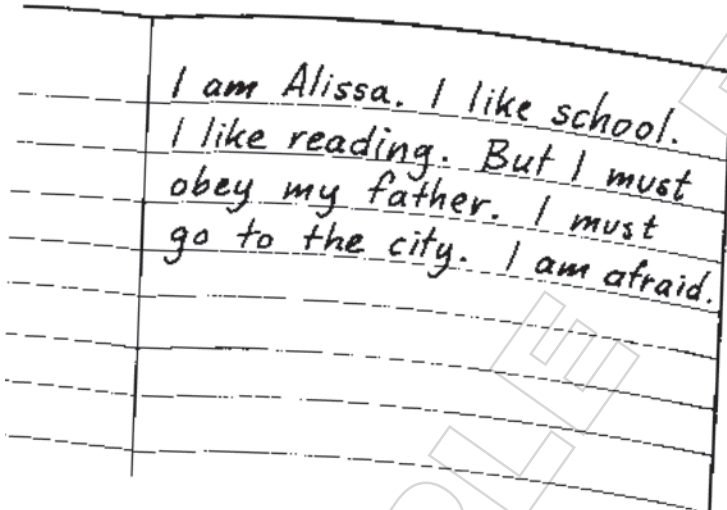 I am Alissa. I like school.
I like reading. But I must
obey my father. I must
go to the city. I am afraid.